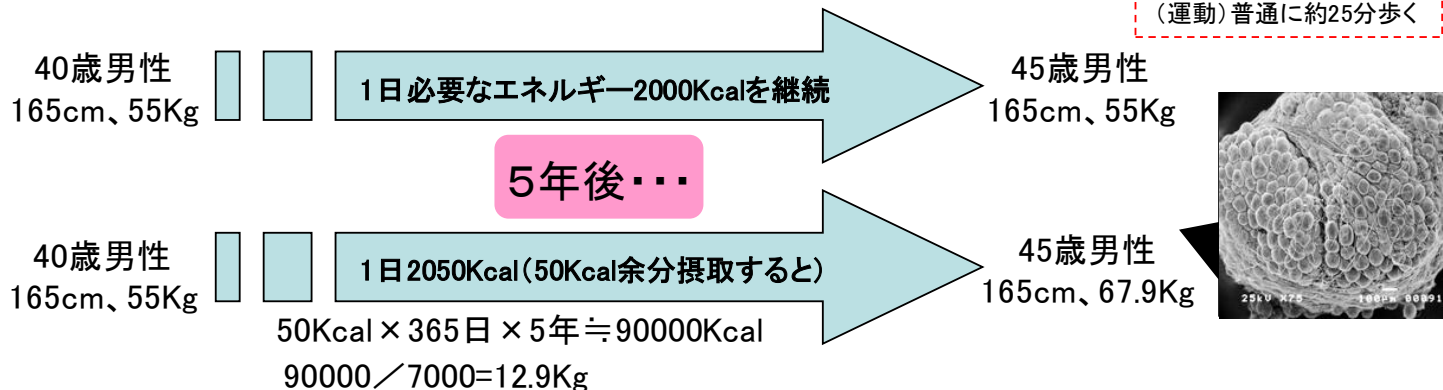 （運動）普通に約25分歩く
40歳男性
165cm、55Kg
1日必要なエネルギー2000Kcalを継続
45歳男性
165cm、55Kg
５年後・・・
40歳男性
165cm、55Kg
1日2050Kcal（50Kcal余分摂取すると）
45歳男性
165cm、67.9Kg
50Kcal×365日×5年≒90000Kcal
90000／7000=12.9Kg
25kV X75 100μm 00091